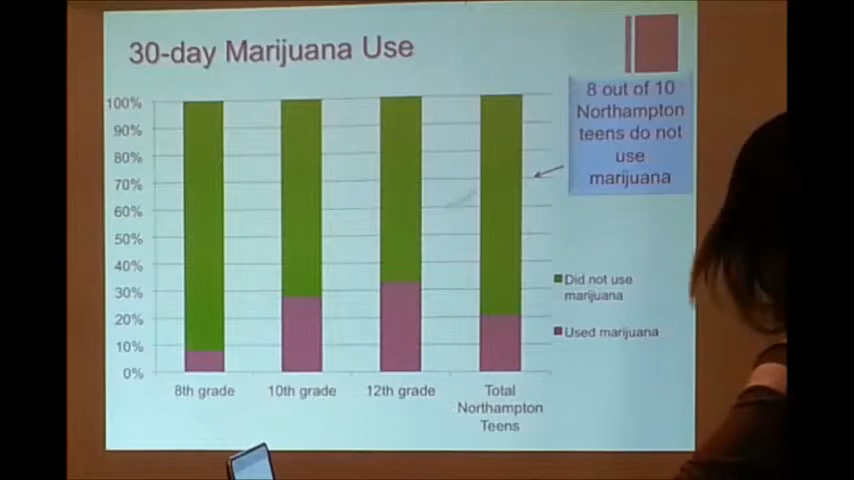 30-day Marijuana Use
8 out of 10
Northampton
teens do not
use
marijuana
100%
90%
80%
70%
60%
50%
40%
30%
20%
10%
0%
8th grade
10th grade
12th grade
Total
Northampton
Teens
Did not use
marijuana
Used marijuana